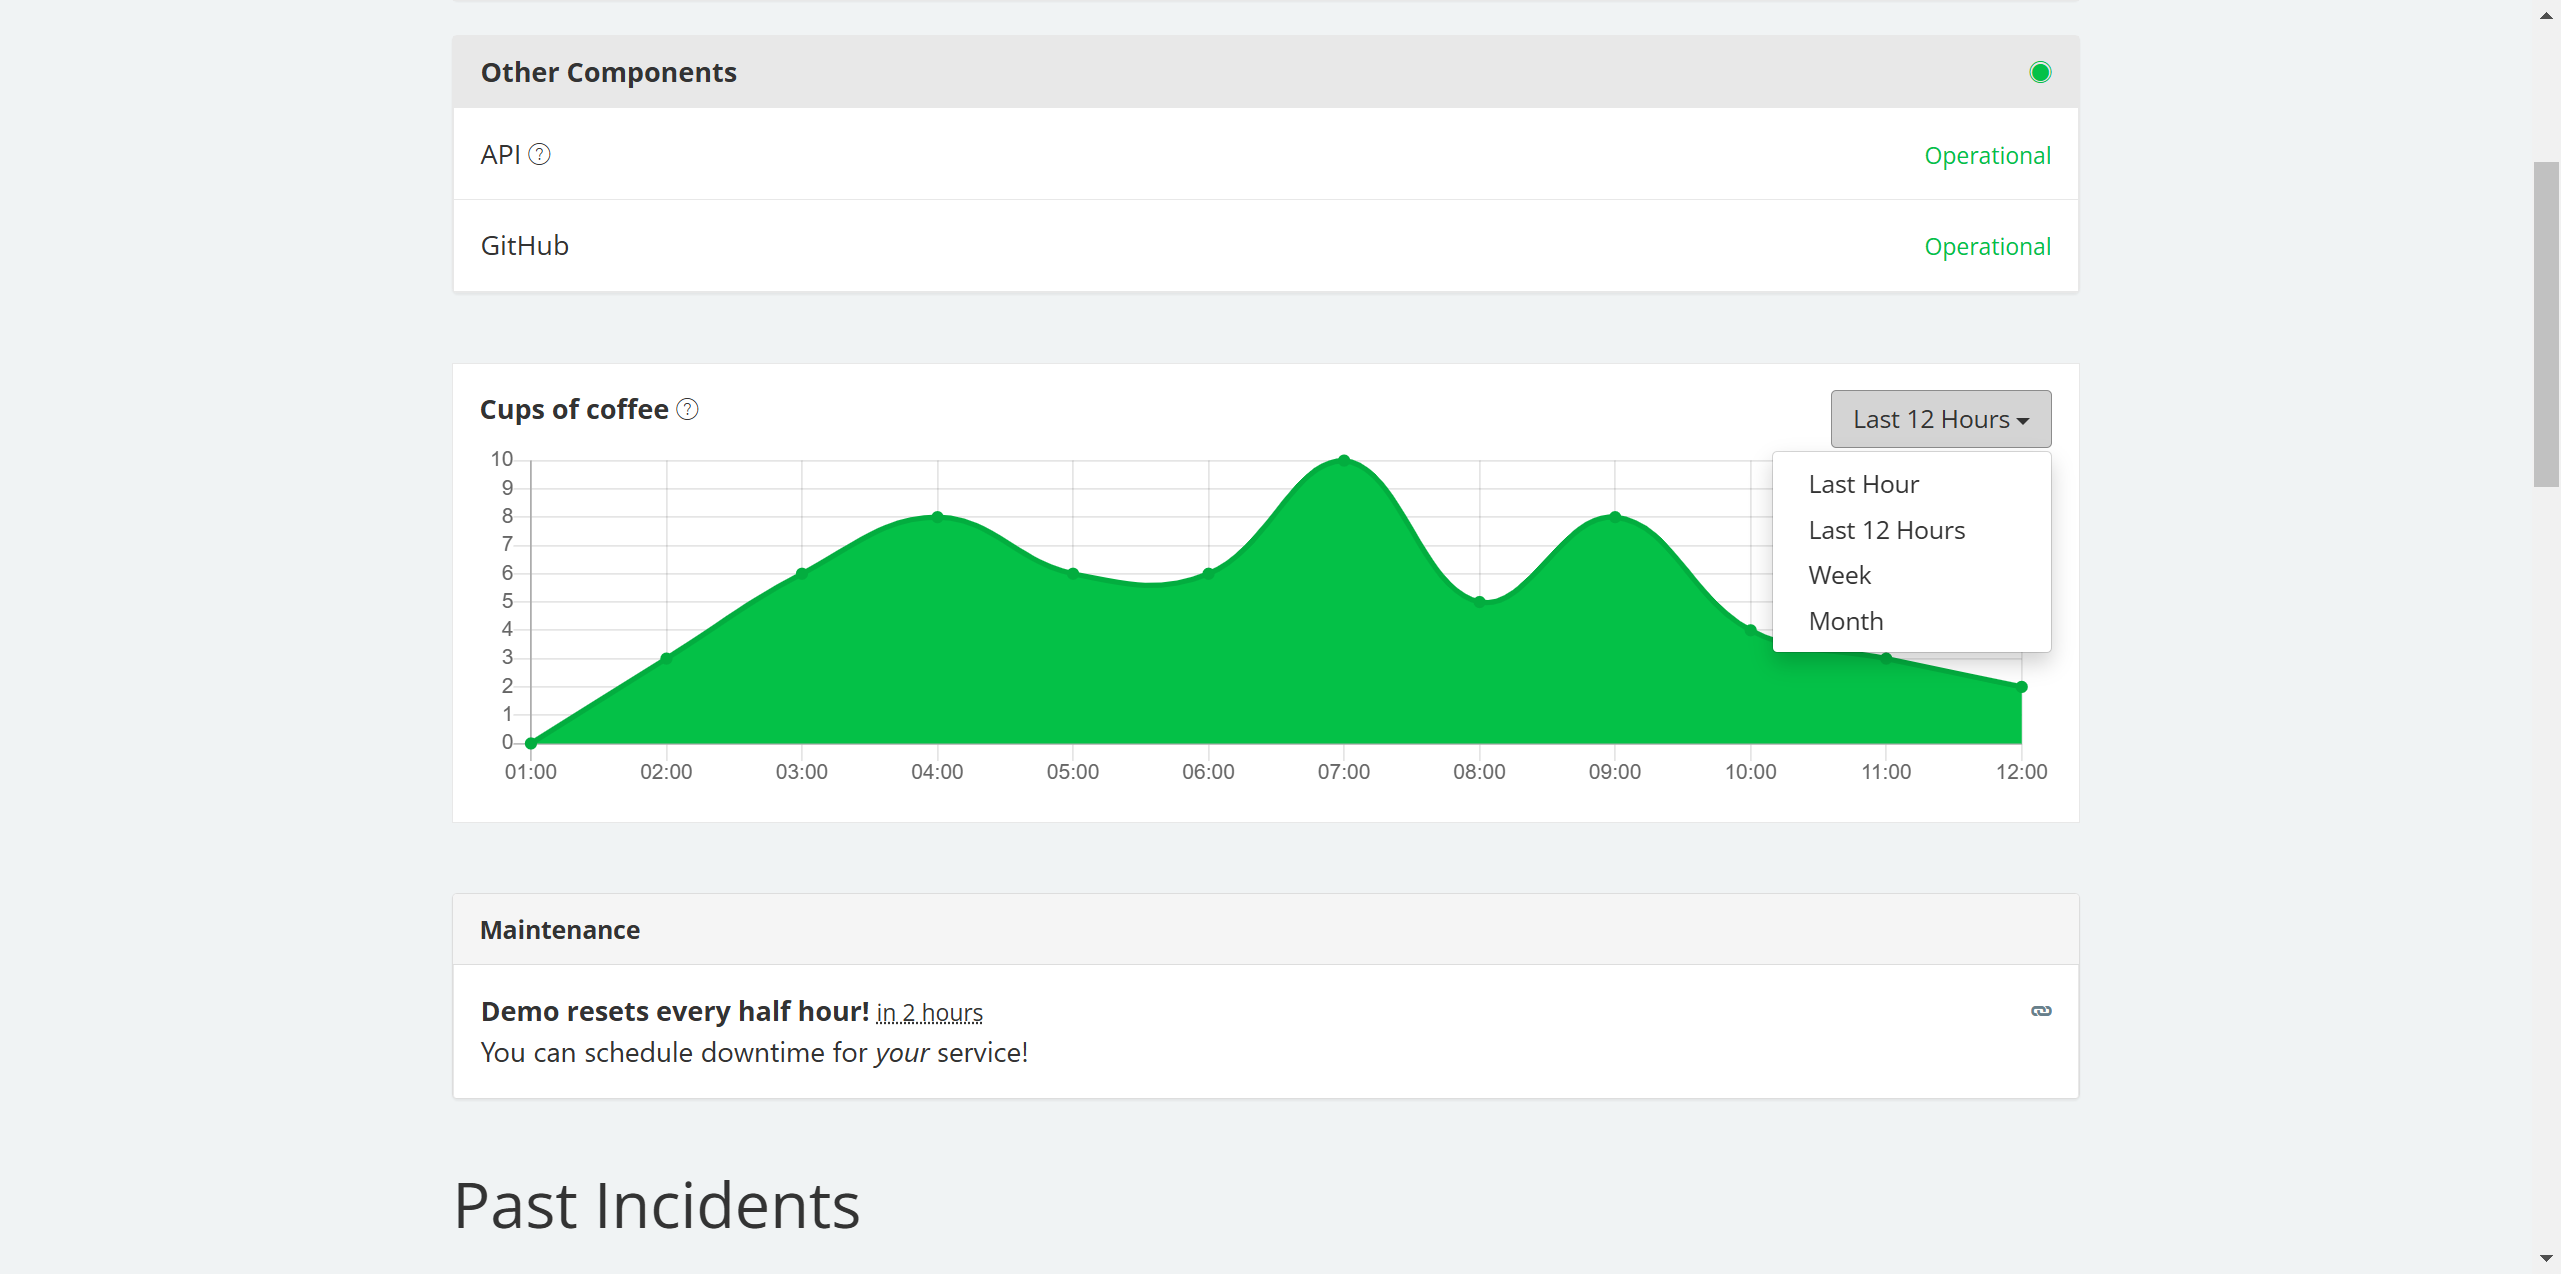 Other Components
API ?
Operational
GitHub
Operational
Cups of coffee ?
Last 12 Hours
Last Hour
Last 12 Hours
Week
Month
10
9
8
7
6
5
4
3
2
1
0
01:00 02:00 03:00 04:00 05:00 06:00 07:00 08:00 09:00 10:00 11:00 12:00
Maintenance
Demo resets every half hour! in 2 hours
You can schedule downtime for your service!
Past Incidents